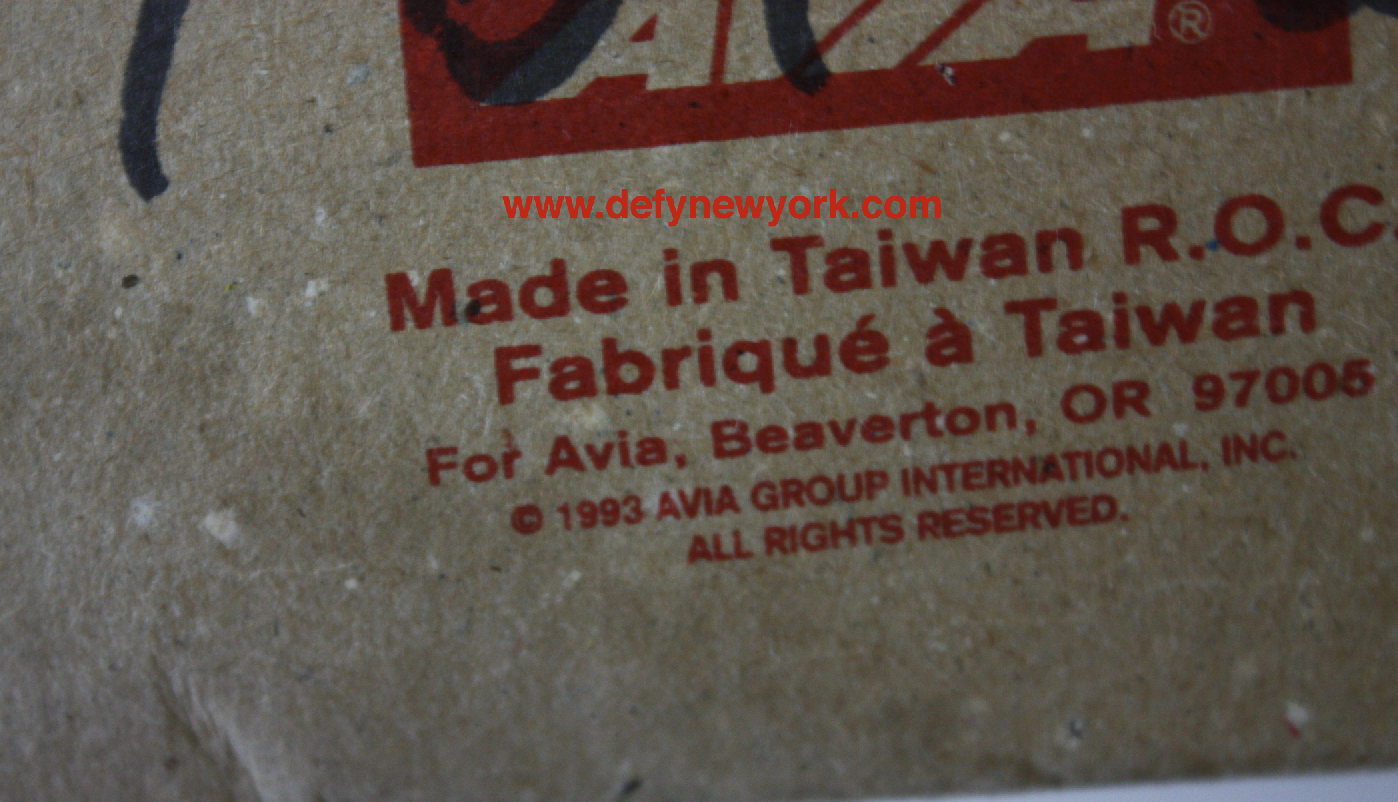 AVIA ®
www.defynewyork.com
Made in Taiwan R.O.C.
Fabriqué à Taiwan
For Avia, Beaverton, OR 97005
© 1993 AVIA GROUP INTERNATIONAL, INC.
ALL RIGHTS RESERVED.